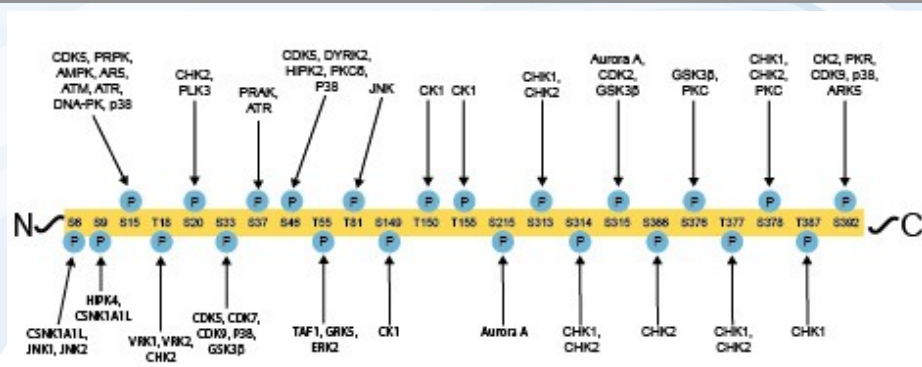 CDK5, PRPK,
AMPK, AR5,
ATM, ATR,
DNA-PK, p38
CHK2,
PLK3
PRAK,
ATR
CDK5, DYRK2,
HIPK2, PKCδ,
P38
JNK
CK1
CK1
CHK1,
CHK2
Aurora A,
CDK2,
GSK3β
GSK3β,
PKC
CHK1,
CHK2,
PKC
CK2, PKR,
CDK9, p38,
ARK5
P P P P P P P P P P P P
N S6 S9 S15 T18 S20 S33 S37 S46 T55 T81 S149 T150 T155 S215 S313 S314 S315 S366 S376 T377 S378 T387 S392 C
P P P P P P P P P P P
CSNK1A1L,
JNK1, JNK2
HIPK4,
CSNK1A1L
VRK1, VRK2,
CHK2
CDK5, CDK7,
CDK9, P38,
GSK3β
TAF1, GRK5,
ERK2
CK1
Aurora A
CHK1,
CHK2
CHK2
CHK1,
CHK2
CHK1